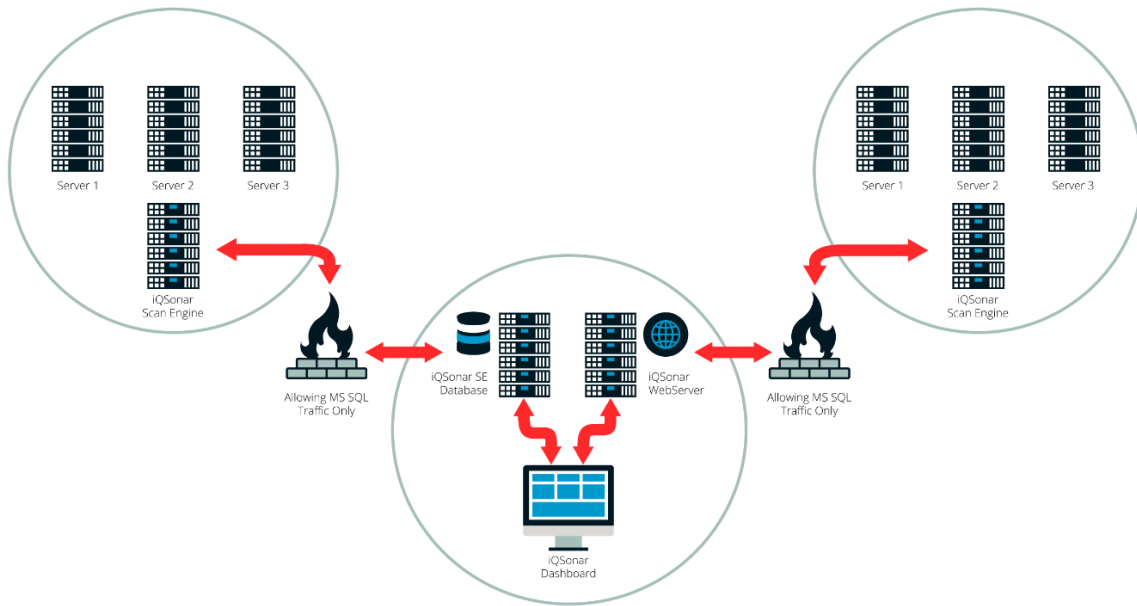 Server 1
Server 2
Server 3
iQSonar
Scan Engine
Server 1
Server 2
Server 3
iQSonar
Scan Engine
Allowing MS SQL
Traffic Only
iQSonar SE
Database
iQSonar
WebServer
Allowing MS SQL
Traffic Only
iQSonar
Dashboard